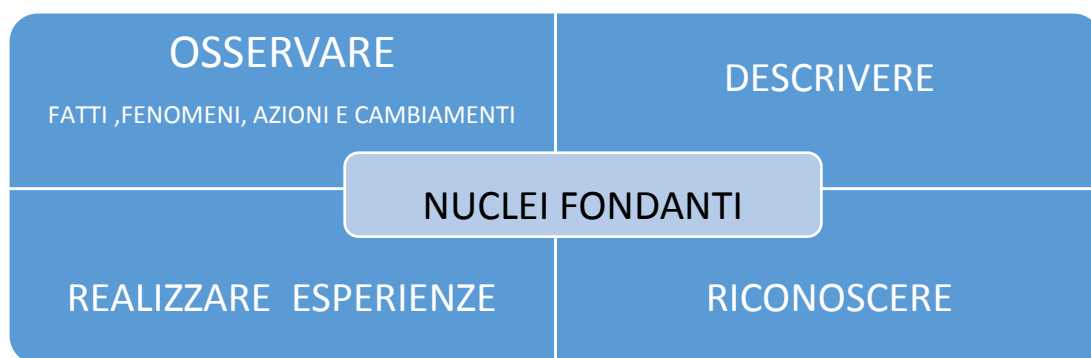 OSSERVARE
FATTI ,FENOMENI, AZIONI E CAMBIAMENTI
DESCRIVERE
NUCLEI FONDANTI
REALIZZARE  ESPERIENZE
RICONOSCERE